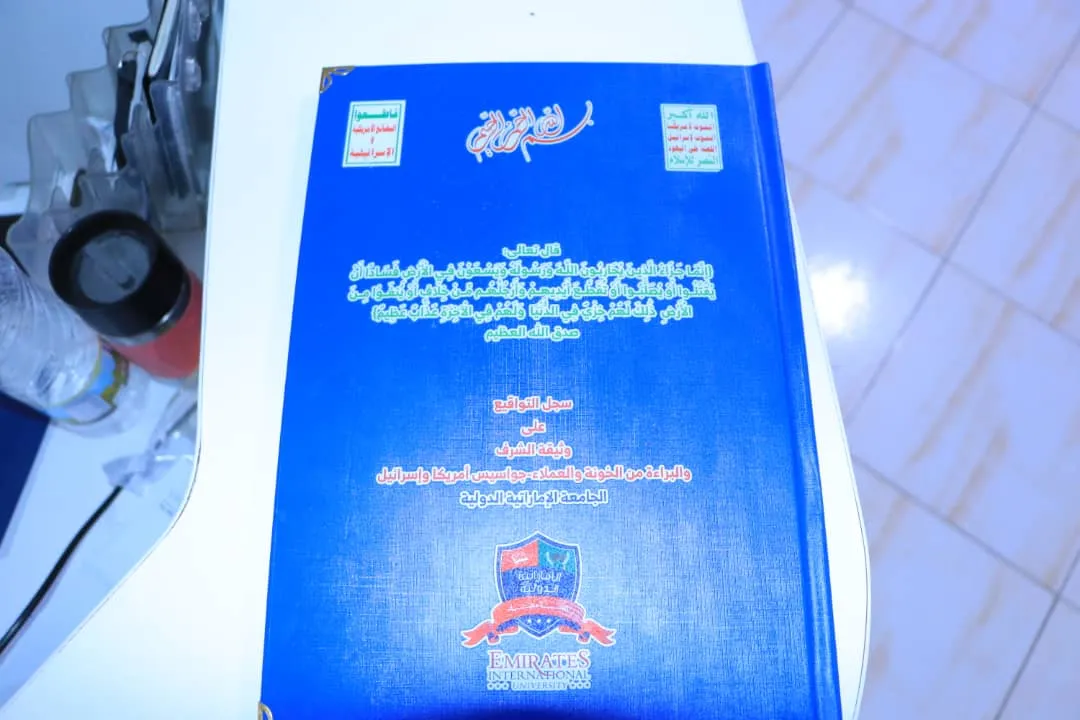 بسم الله الرحمن الرحيم
الله أكبر
الموت لأمريكا
الموت لإسرائيل
اللعنة على اليهود
النصر للإسلام
قاطعوا
البضائع الأمريكية
و
الإسرائيلية
قال تعالى:
(إِنَّمَا جَزَاءُ الَّذِينَ يُحَارِبُونَ اللَّهَ وَرَسُولَهُ وَيَسْعَوْنَ فِي الْأَرْضِ فَسَادًا أَنْ
يُقَتَّلُوا أَوْ يُصَلَّبُوا أَوْ تُقَطَّعَ أَيْدِيهِمْ وَأَرْجُلُهُم مِّنْ خِلَافٍ أَوْ يُنفَوْا مِنَ
الْأَرْضِ ذَٰلِكَ لَهُمْ خِزْيٌ فِي الدُّنْيَا وَلَهُمْ فِي الْآخِرَةِ عَذَابٌ عَظِيمٌ)
صدق الله العظيم
سجل التواقيع
على
وثيقة الشرف
والبراءة من الخونة والعملاء-جواسيس أمريكا وإسرائيل
الجامعة الإماراتية الدولية
الإماراتية
الدولية
EMIRATES
INTERNATIONAL
UNIVERSITY